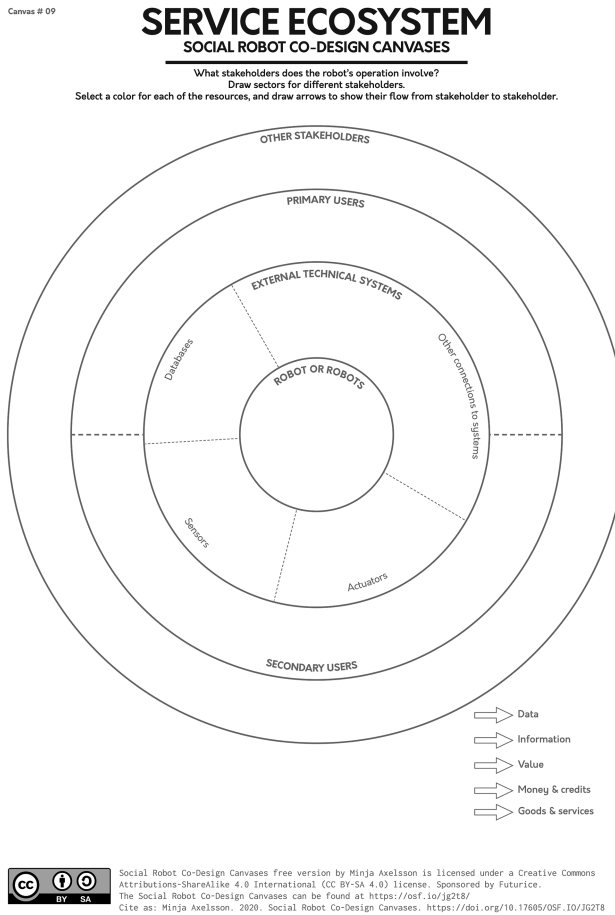 Canvas # 09
SERVICE ECOSYSTEM
SOCIAL ROBOT CO-DESIGN CANVASES
What stakeholders does the robot's operation involve?
Draw sectors for different stakeholders.
Select a color for each of the resources, and draw arrows to show their flow from stakeholder to stakeholder.
OTHER STAKEHOLDERS
PRIMARY USERS
EXTERNAL TECHNICAL SYSTEMS
Databases
Other connections to systems
ROBOT OR ROBOTS
Sensors
Actuators
SECONDARY USERS
Data
Information
Value
Money & credits
Goods & services
cc BY SA
Social Robot Co-Design Canvases free version by Minja Axelsson is licensed under a Creative Commons
Attributions-ShareAlike 4.0 International (CC BY-SA 4.0) license. Sponsored by Futurice.
The Social Robot Co-Design Canvases can be found at https://osf.io/jg2t8/
Cite as: Minja Axelsson. 2020. Social Robot Co-Design Canvases. https://doi.org/10.17605/OSF.IO/JG2T8